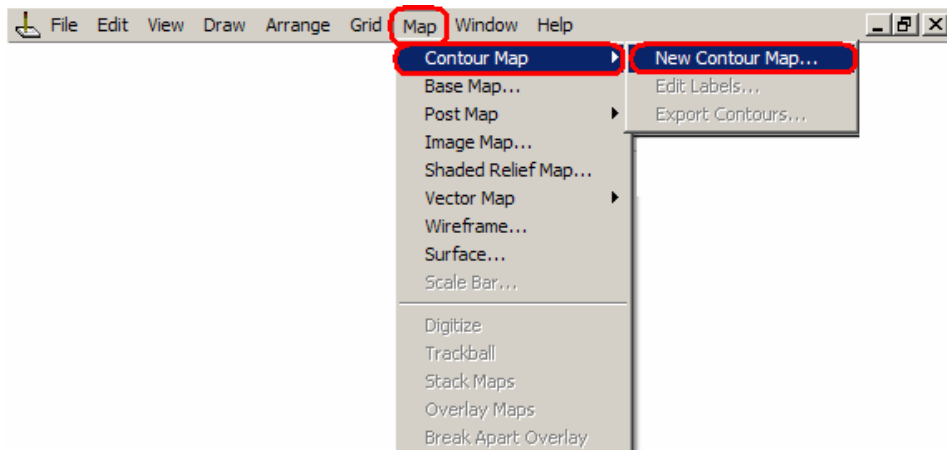 File Edit View Draw Arrange Grid Map Window Help
Contour Map
New Contour Map...
Edit Labels...
Export Contours...
Base Map...
Post Map
Image Map...
Shaded Relief Map...
Vector Map
Wireframe...
Surface...
Scale Bar...
Digitize
Trackball
Stack Maps
Overlay Maps
Break Apart Overlay